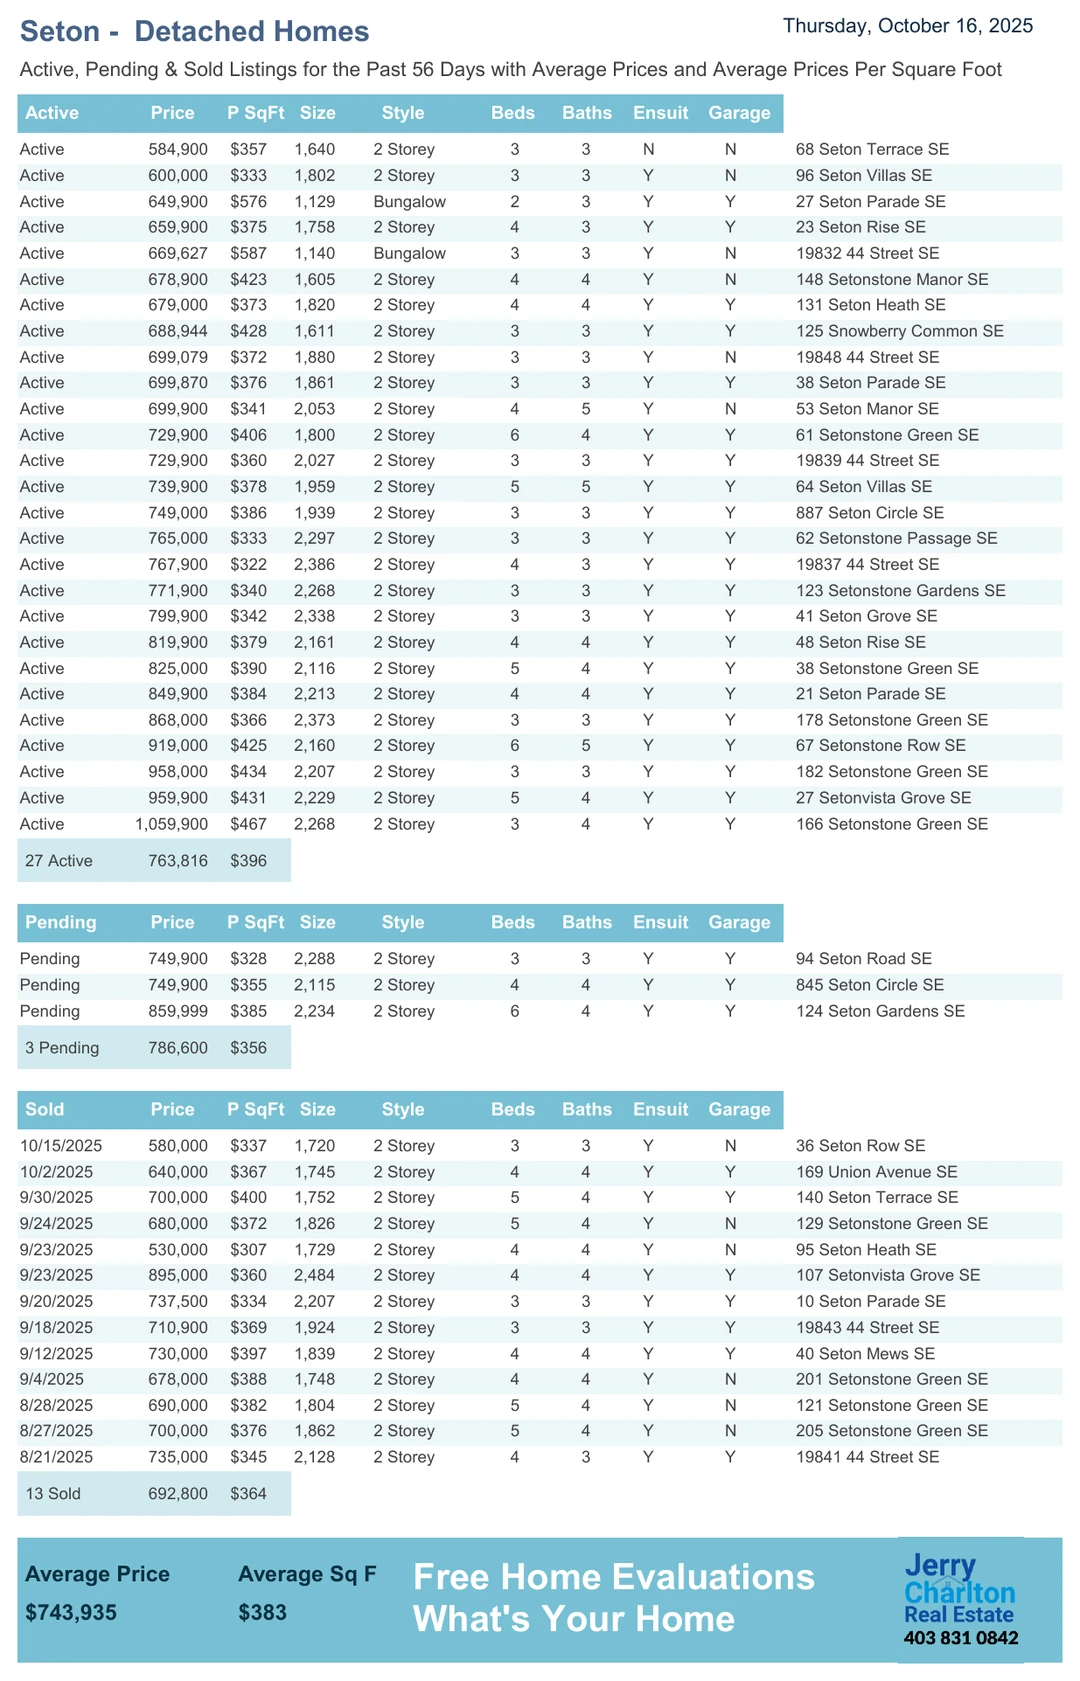 Seton - Detached Homes
Thursday, October 16, 2025
Active, Pending & Sold Listings for the Past 56 Days with Average Prices and Average Prices Per Square Foot
Active Price P SqFt Size Style Beds Baths Ensuit Garage
Active 584,900 $357 1,640 2 Storey 3 3 N N 68 Seton Terrace SE
Active 600,000 $333 1,802 2 Storey 3 3 Y N 96 Seton Villas SE
Active 649,900 $576 1,129 Bungalow 2 3 Y Y 27 Seton Parade SE
Active 659,900 $375 1,758 2 Storey 4 3 Y Y 23 Seton Rise SE
Active 669,627 $587 1,140 Bungalow 3 3 Y N 19832 44 Street SE
Active 678,900 $423 1,605 2 Storey 4 4 Y N 148 Setonstone Manor SE
Active 679,000 $373 1,820 2 Storey 4 4 Y Y 131 Seton Heath SE
Active 688,944 $428 1,611 2 Storey 3 3 Y Y 125 Snowberry Common SE
Active 699,079 $372 1,880 2 Storey 3 3 Y N 19848 44 Street SE
Active 699,870 $376 1,861 2 Storey 3 3 Y Y 38 Seton Parade SE
Active 699,900 $341 2,053 2 Storey 4 5 Y N 53 Seton Manor SE
Active 729,900 $406 1,800 2 Storey 6 4 Y Y 61 Setonstone Green SE
Active 729,900 $360 2,027 2 Storey 3 3 Y Y 19839 44 Street SE
Active 739,900 $378 1,959 2 Storey 5 5 Y Y 64 Seton Villas SE
Active 749,000 $386 1,939 2 Storey 3 3 Y Y 887 Seton Circle SE
Active 765,000 $333 2,297 2 Storey 3 3 Y Y 62 Setonstone Passage SE
Active 767,900 $322 2,386 2 Storey 4 3 Y Y 19837 44 Street SE
Active 771,900 $340 2,268 2 Storey 3 3 Y Y 123 Setonstone Gardens SE
Active 799,900 $342 2,338 2 Storey 3 3 Y Y 41 Seton Grove SE
Active 819,900 $379 2,161 2 Storey 4 4 Y Y 48 Seton Rise SE
Active 825,000 $390 2,116 2 Storey 5 4 Y Y 38 Setonstone Green SE
Active 849,900 $384 2,213 2 Storey 4 4 Y Y 21 Seton Parade SE
Active 868,000 $366 2,373 2 Storey 3 3 Y Y 178 Setonstone Green SE
Active 919,000 $425 2,160 2 Storey 6 5 Y Y 67 Setonstone Row SE
Active 958,000 $434 2,207 2 Storey 3 3 Y Y 182 Setonstone Green SE
Active 959,900 $431 2,229 2 Storey 5 4 Y Y 27 Setonvista Grove SE
Active 1,059,900 $467 2,268 2 Storey 3 4 Y Y 166 Setonstone Green SE
27 Active 763,816 $396
Pending Price P SqFt Size Style Beds Baths Ensuit Garage
Pending 749,900 $328 2,288 2 Storey 3 3 Y Y 94 Seton Road SE
Pending 749,900 $355 2,115 2 Storey 4 4 Y Y 845 Seton Circle SE
Pending 859,999 $385 2,234 2 Storey 6 4 Y Y 124 Seton Gardens SE
3 Pending 786,600 $356
Sold Price P SqFt Size Style Beds Baths Ensuit Garage
10/15/2025 580,000 $337 1,720 2 Storey 3 3 Y N 36 Seton Row SE
10/2/2025 640,000 $367 1,745 2 Storey 4 4 Y Y 169 Union Avenue SE
9/30/2025 700,000 $400 1,752 2 Storey 5 4 Y Y 140 Seton Terrace SE
9/24/2025 680,000 $372 1,826 2 Storey 5 4 Y N 129 Setonstone Green SE
9/23/2025 530,000 $307 1,729 2 Storey 4 4 Y N 95 Seton Heath SE
9/23/2025 895,000 $360 2,484 2 Storey 4 4 Y Y 107 Setonvista Grove SE
9/20/2025 737,500 $334 2,207 2 Storey 3 3 Y Y 10 Seton Parade SE
9/18/2025 710,900 $369 1,924 2 Storey 3 3 Y Y 19843 44 Street SE
9/12/2025 730,000 $397 1,839 2 Storey 4 4 Y Y 40 Seton Mews SE
9/4/2025 678,000 $388 1,748 2 Storey 4 4 Y N 201 Setonstone Green SE
8/28/2025 690,000 $382 1,804 2 Storey 5 4 Y N 121 Setonstone Green SE
8/27/2025 700,000 $376 1,862 2 Storey 5 4 Y N 205 Setonstone Green SE
8/21/2025 735,000 $345 2,128 2 Storey 4 3 Y Y 19841 44 Street SE
13 Sold 692,800 $364
Average Price Average Sq F
$743,935 $383
Free Home Evaluations
What's Your Home
Jerry
Charlton
Real Estate
403 831 0842